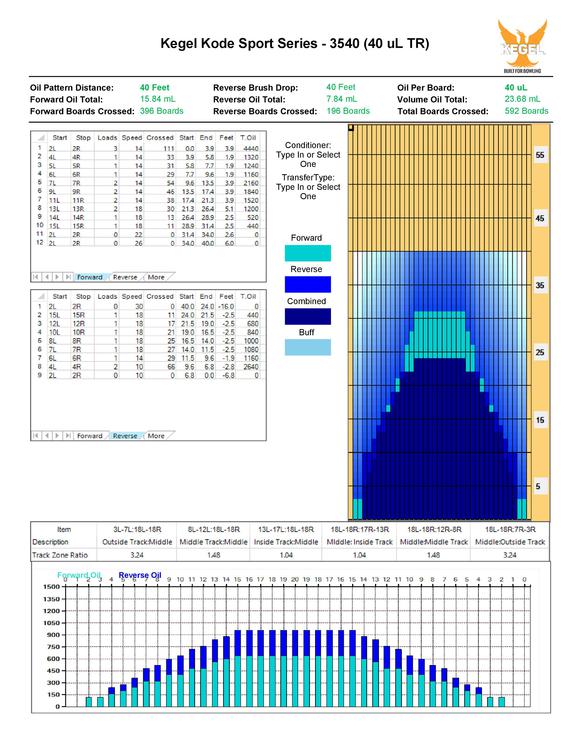 Kegel Kode Sport Series - 3540 (40 uL TR)
KEGEL
BUILT FOR BOWLING
Oil Pattern Distance: 40 Feet Reverse Brush Drop: 40 Feet Oil Per Board: 40 uL
Forward Oil Total: 15.84 mL Reverse Oil Total: 7.84 mL Volume Oil Total: 23.68 mL
Forward Boards Crossed: 396 Boards Reverse Boards Crossed: 196 Boards Total Boards Crossed: 592 Boards
Start Stop Loads Speed Crossed Start End Feet T.Oil
1 2L 2R 3 14 111 0.0 3.9 3.9 4440
2 4L 4R 1 14 33 3.9 5.8 1.9 1320
3 5L 5R 1 14 31 5.8 7.7 1.9 1240
4 6L 6R 1 14 29 7.7 9.6 1.9 1160
5 7L 7R 2 14 54 9.6 13.5 3.9 2160
6 9L 9R 2 14 46 13.5 17.4 3.9 1840
7 11L 11R 2 14 38 17.4 21.3 3.9 1520
8 13L 13R 2 18 30 21.3 26.4 5.1 1200
9 14L 14R 1 18 13 26.4 28.9 2.5 520
10 15L 15R 1 18 11 28.9 31.4 2.5 440
11 2L 2R 0 22 0 31.4 34.0 2.6 0
12 2L 2R 0 26 0 34.0 40.0 6.0 0
Forward Reverse More
Start Stop Loads Speed Crossed Start End Feet T.Oil
1 2L 2R 0 30 0 40.0 24.0 -16.0 0
2 15L 15R 1 18 11 24.0 21.5 -2.5 440
3 12L 12R 1 18 17 21.5 19.0 -2.5 680
4 10L 10R 1 18 21 19.0 16.5 -2.5 840
5 8L 8R 1 18 25 16.5 14.0 -2.5 1000
6 7L 7R 1 18 27 14.0 11.5 -2.5 1080
7 6L 6R 1 14 29 11.5 9.6 -1.9 1160
8 4L 4R 2 10 66 9.6 6.8 -2.8 2640
9 2L 2R 0 10 0 6.8 0.0 -6.8 0
Forward Reverse More
Conditioner:
Type In or Select
One
TransferType:
Type In or Select
One
Forward
Reverse
Combined
Buff
55
45
35
25
15
5
Item 3L-7L:18L-18R 8L-12L:18L-18R 13L-17L:18L-18R 18L-18R:17R-13R 18L-18R:12R-8R 18L-18R:7R-3R
Description Outside Track:Middle Middle Track:Middle Inside Track:Middle MIddle: Inside Track Middle:Middle Track Middle:Outside Track
Track Zone Ratio 3.24 1.48 1.04 1.04 1.48 3.24
Forward Oil Reverse Oil
0 1 2 3 4 5 6 7 8 9 10 11 12 13 14 15 16 17 18 19 20 19 18 17 16 15 14 13 12 11 10 9 8 7 6 5 4 3 2 1 0
1500
1350
1200
1050
900
750
600
450
300
150
0